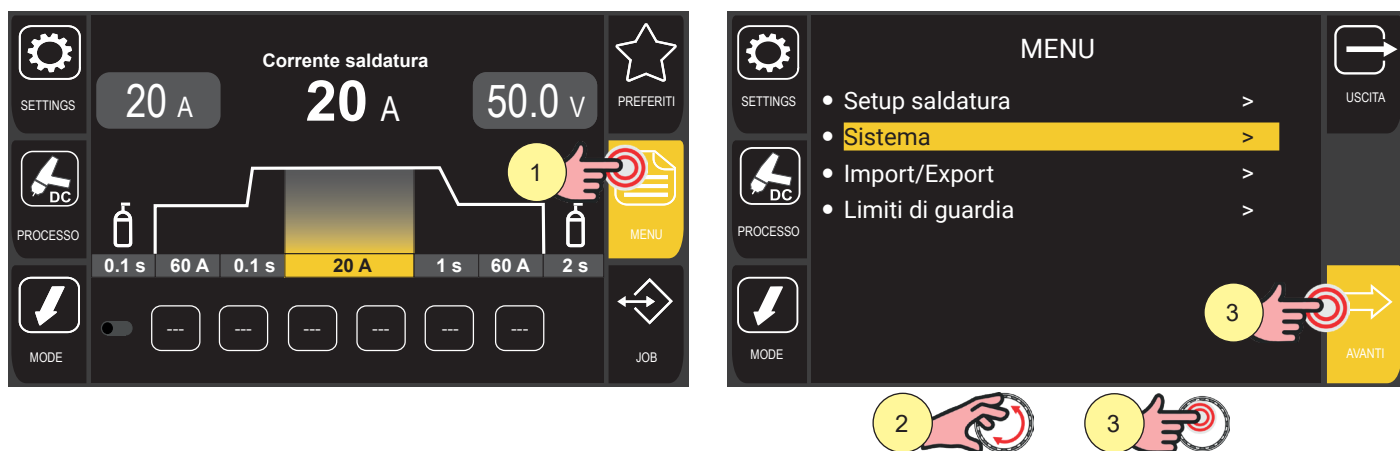 SETTINGS
PROCESSO
DC
MODE
Corrente saldatura
20 A
20 A
50.0 V
0.1 s 60 A 0.1 s 20 A 1 s 60 A 2 s
--- --- --- --- --- ---
PREFERITI
1
MENU
JOB
SETTINGS
PROCESSO
DC
MODE
MENU
• Setup saldatura >
• Sistema >
• Import/Export >
• Limiti di guardia >
USCITA
3
AVANTI
2
3